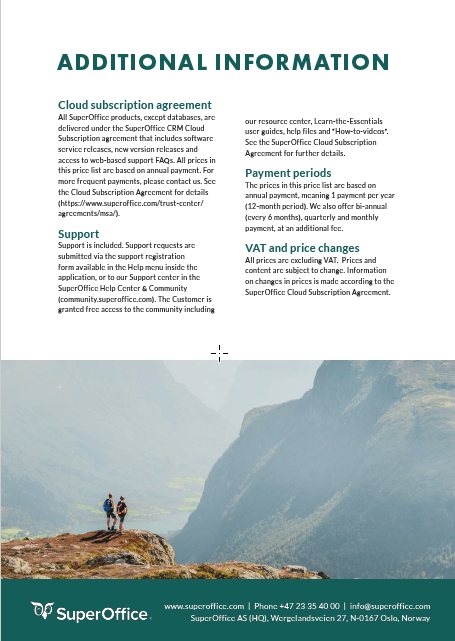 ADDITIONAL INFORMATION
Cloud subscription agreement
All SuperOffice products, except databases, are
delivered under the SuperOffice CRM Cloud
Subscription agreement that includes software
service releases, new version releases and
access to web-based support FAQs. All prices in
this price list are based on annual payment. For
more frequent payments, please contact us. See
the Cloud Subscription Agreement for details
(https://www.superoffice.com/trust-center/
agreements/msa/).
Support
Support is included. Support requests are
submitted via the support registration
form available in the Help menu inside the
application, or to our Support center in the
SuperOffice Help Center & Community
(community.superoffice.com). The Customer is
granted free access to the community including
our resource center, Learn-the-Essentials
user guides, help files and "How-to-videos".
See the SuperOffice Cloud Subscription
Agreement for further details.
Payment periods
The prices in this price list are based on
annual payment, meaning 1 payment per year
(12-month period). We also offer bi-annual
(every 6 months), quarterly and monthly
payment, at an additional fee.
VAT and price changes
All prices are excluding VAT. Prices and
content are subject to change. Information
on changes in prices is made according to the
SuperOffice Cloud Subscription Agreement.
SuperOffice
www.superoffice.com | Phone +47 23 35 40 00 | info@superoffice.com
SuperOffice AS (HQ), Wergelandsveien 27, N-0167 Oslo, Norway